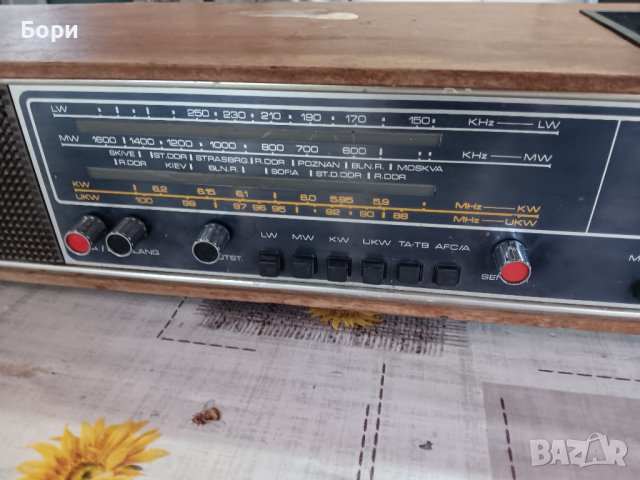 Бори
LW 250 · 230 · 210 · 190 · 170 · 150 · KHz LW
MW 1600 1400 · 1200 · 1000 800 700 600 KHz MW
SKIVE ST.DDR STRASBRG R.DDR POZNAN BLN.R. MOSKVA
R.DDR KIEV BLN.R. SOFIA ST.D.DDR R.DDR
KW 6.2 6.15 6.1 6.0 5.95 5.9 MHz KW
UKW 100 99 97 96 95 92 90 88 MHz UKW
LW MW KW UKW TA-TB AFC/A
LANG
BAZAR